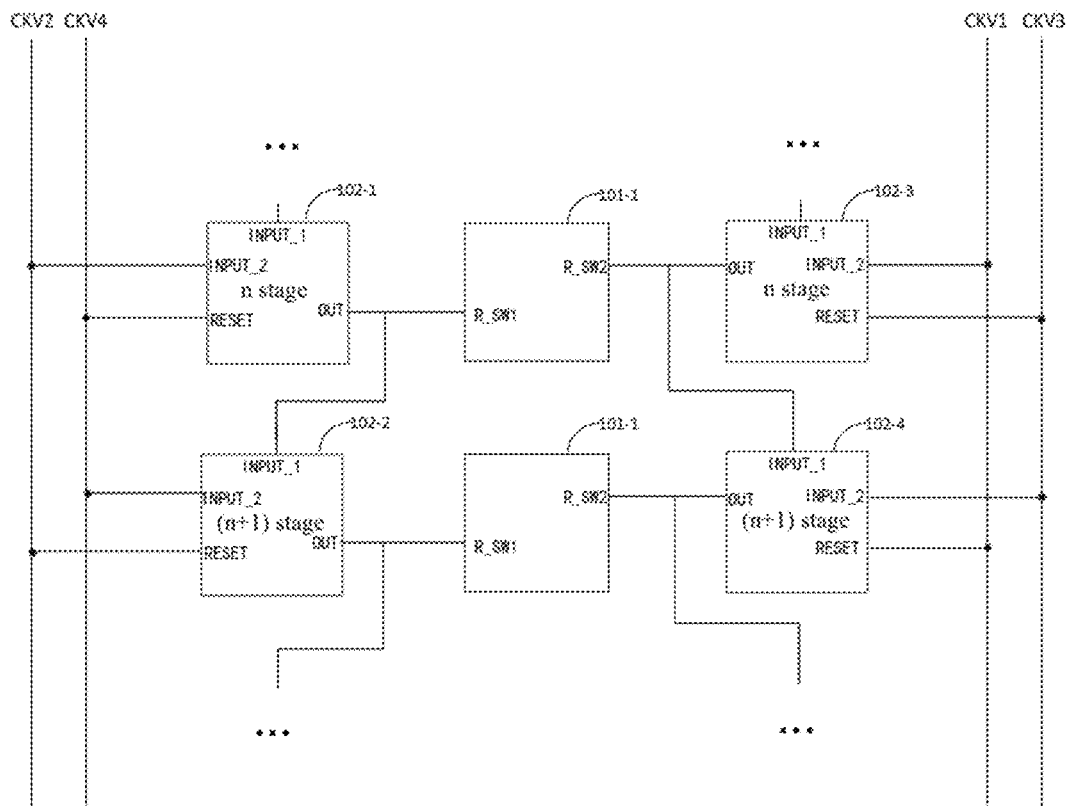 CKV2 CKV4 CKV1 CKV3
102-1 101-1 102-3
INPUT_1 INPUT_1
INPUT_2 R_SW2 OUT INPUT_2
n stage n stage
RESET OUT R_SW1 RESET
102-2 101-1 102-4
INPUT_1 INPUT_1
INPUT_2 R_SW2 OUT INPUT_2
(n+1) stage (n+1) stage
RESET OUT R_SW1 RESET